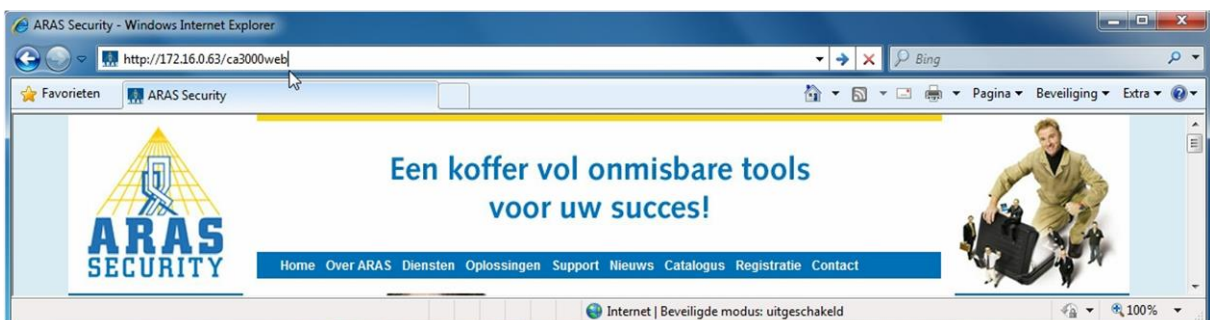 ARAS Security - Windows Internet Explorer
http://172.16.0.63/ca3000web
Bing
Favorieten
ARAS Security
Pagina
Beveiliging
Extra
Een koffer vol onmisbare tools
voor uw succes!
ARAS
SECURITY
Home Over ARAS Diensten Oplossingen Support Nieuws Catalogus Registratie Contact
Internet | Beveiligde modus: uitgeschakeld
100%